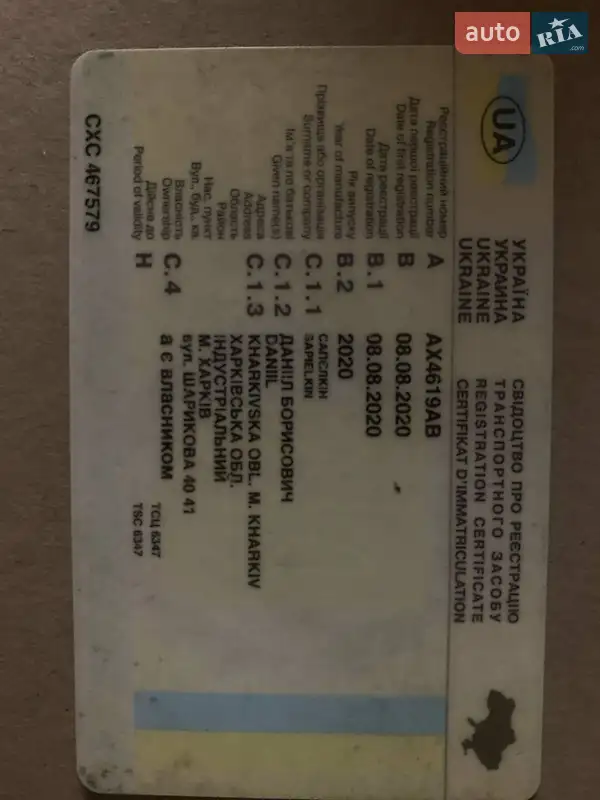 auto RIA.com
UA
УКРАЇНА
УКРАИНА
UKRAINE
UKRAINE
СВІДОЦТВО ПРО РЕЄСТРАЦІЮ
ТРАНСПОРТНОГО ЗАСОБУ
REGISTRATION CERTIFICATE
CERTIFIKAT D'IMMATRICULATION
Реєстраційний номер
Registration number
A
AX4619AB
Дата першої реєстрації
Date of first registration
B
08.08.2020
Дата реєстрації
Date of registration
B.1
08.08.2020
Рік випуску
Year of manufacture
B.2
2020
Прізвище або організація
Surname or company
C.1.1
САПЄЛКІН
SAPIELKIN
Ім'я та по батькові
Given name(s)
C.1.2
ДАНІІЛ БОРИСОВИЧ
DANIIL
Адреса
Address
C.1.3
KHARKIVSKA OBL. M. KHARKIV
Область
ХАРКІВСЬКА ОБЛ.
Район
ІНДУСТРІАЛЬНИЙ
Нас. пункт
М. ХАРКІВ
Вул., буд., кв.
вул. ШАРИКОВА 40 41
Власність
Ownership
C.4
а є власником
Дійсне до
Period of validity
H
ТСЦ 6347
TSC 6347
CXC 467579